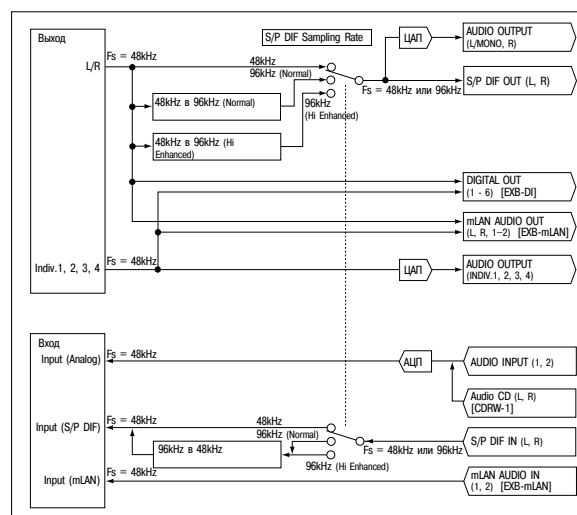 Выход
Fs = 48kHz
L/R
S/P DIF Sampling Rate
48kHz
96kHz (Normal)
ЦАП
AUDIO OUTPUT
(L/MONO, R)
S/P DIF OUT (L, R)
Fs = 48kHz или 96kHz
48kHz в 96kHz (Normal)
96kHz
(Hi Enhanced)
48kHz в 96kHz (Hi
Enhanced)
DIGITAL OUT
(1 - 6) [EXB-DI]
mLAN AUDIO OUT
(L, R, 1-2) [EXB-mLAN]
Indiv.1, 2, 3, 4
Fs = 48kHz
ЦАП
AUDIO OUTPUT
(INDIV.1, 2, 3, 4)
Вход
Input (Analog)
Fs = 48kHz
АЦП
AUDIO INPUT (1, 2)
Audio CD (L, R)
[CDRW-1]
Input (S/P DIF)
Fs = 48kHz
48kHz
96kHz (Normal)
96kHz в 48kHz
96kHz (Hi Enhanced)
S/P DIF IN (L, R)
Fs = 48kHz или 96kHz
Input (mLAN)
Fs = 48kHz
mLAN AUDIO IN
(1, 2) [EXB-mLAN]